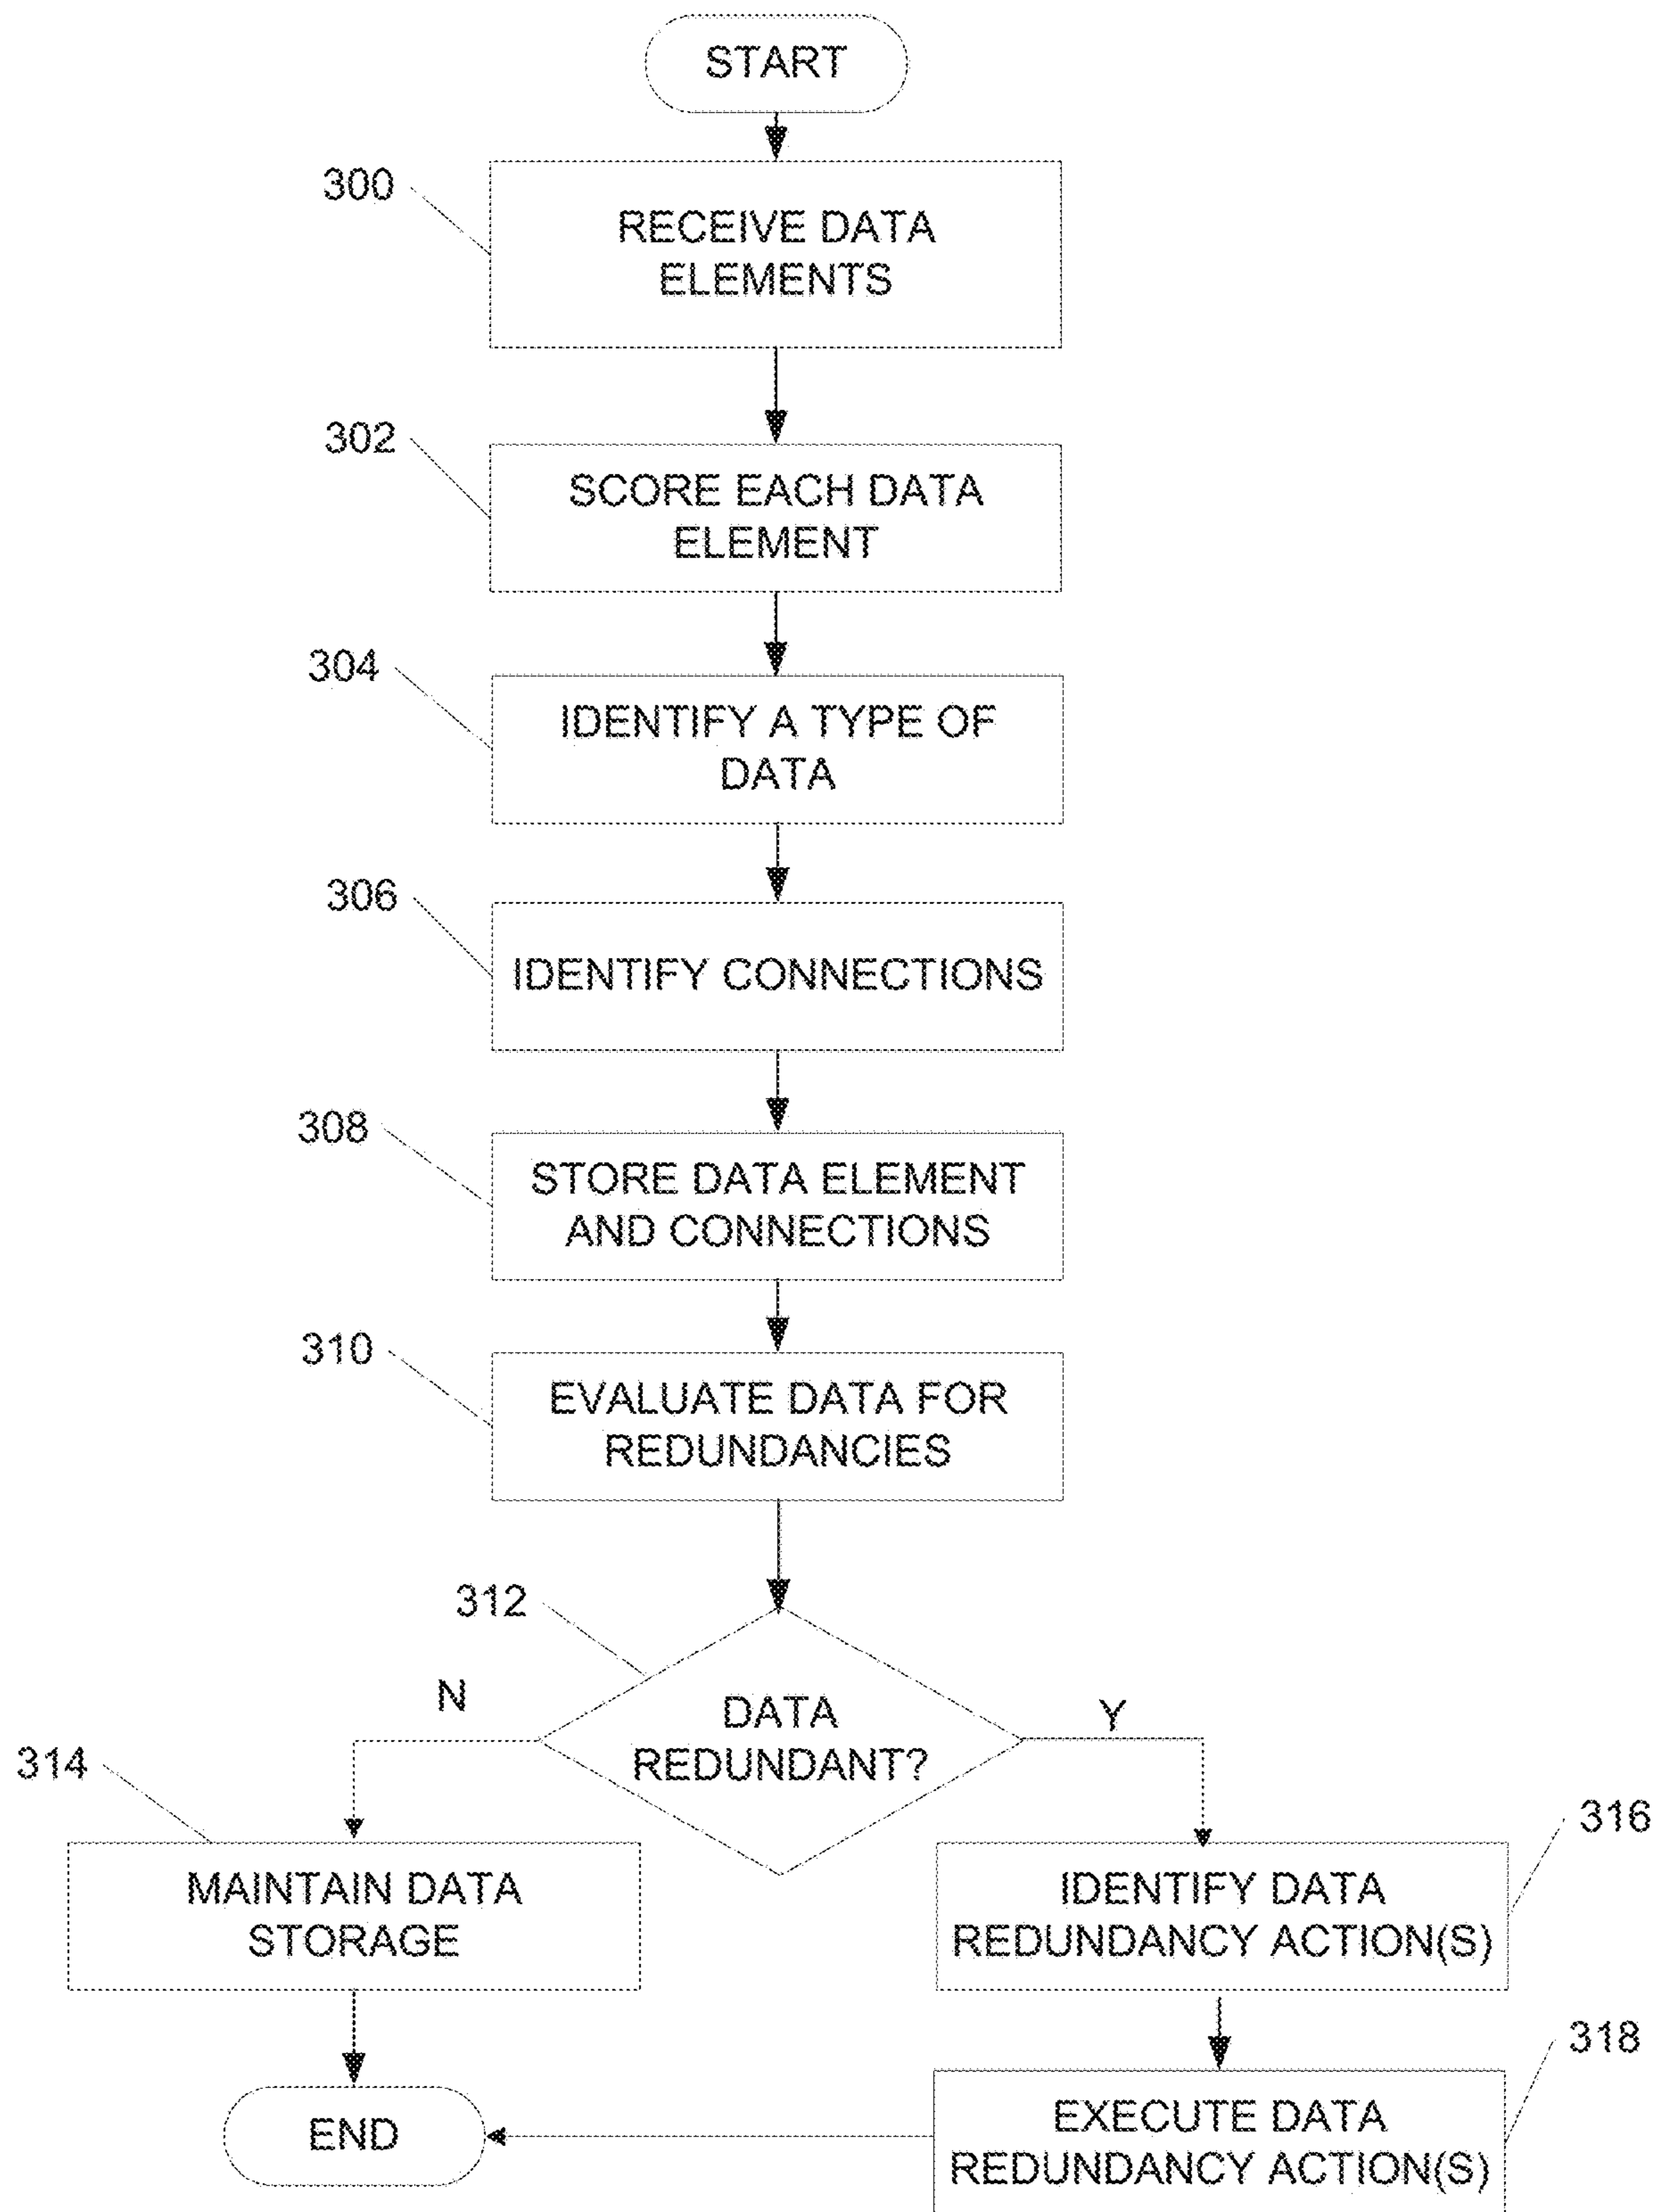 START
300
RECEIVE DATA
ELEMENTS
302
SCORE EACH DATA
ELEMENT
304
IDENTIFY A TYPE OF
DATA
306
IDENTIFY CONNECTIONS
308
STORE DATA ELEMENT
AND CONNECTIONS
310
EVALUATE DATA FOR
REDUNDANCIES
312
N
DATA
REDUNDANT?
Y
314
MAINTAIN DATA
STORAGE
316
IDENTIFY DATA
REDUNDANCY ACTION(S)
318
END
EXECUTE DATA
REDUNDANCY ACTION(S)